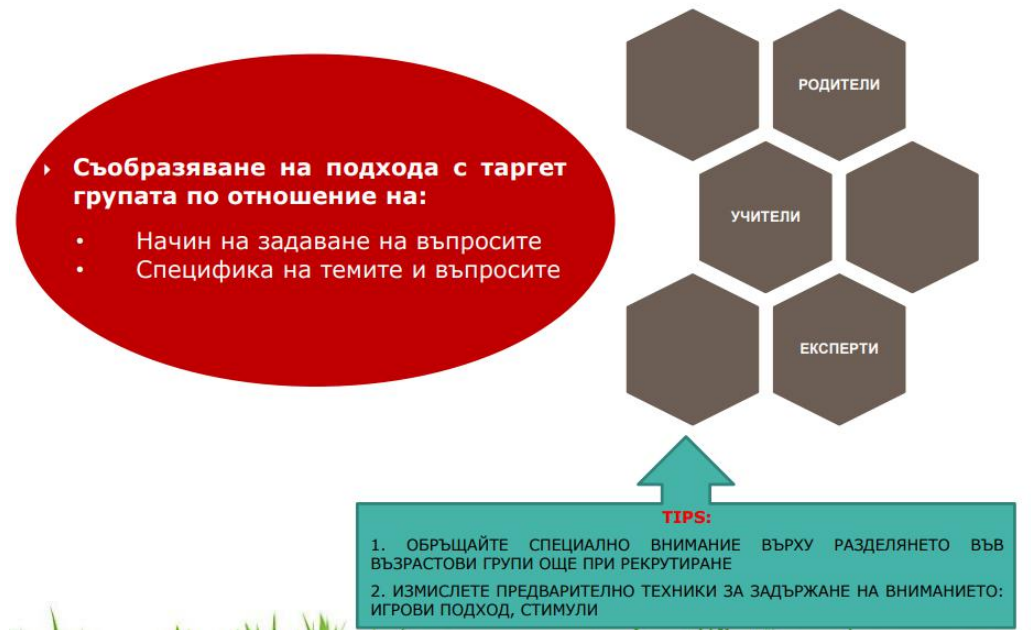 Съобразяване на подхода с таргет
групата по отношение на:
• Начин на задаване на въпросите
• Специфика на темите и въпросите
РОДИТЕЛИ
УЧИТЕЛИ
ЕКСПЕРТИ
TIPS:
1. ОБРЪЩАЙТЕ СПЕЦИАЛНО ВНИМАНИЕ ВЪРХУ РАЗДЕЛЯНЕТО ВЪВ
ВЪЗРАСТОВИ ГРУПИ ОЩЕ ПРИ РЕКРУТИРАНЕ
2. ИЗМИСЛЕТЕ ПРЕДВАРИТЕЛНО ТЕХНИКИ ЗА ЗАДЪРЖАНЕ НА ВНИМАНИЕТО:
ИГРОВИ ПОДХОД, СТИМУЛИ